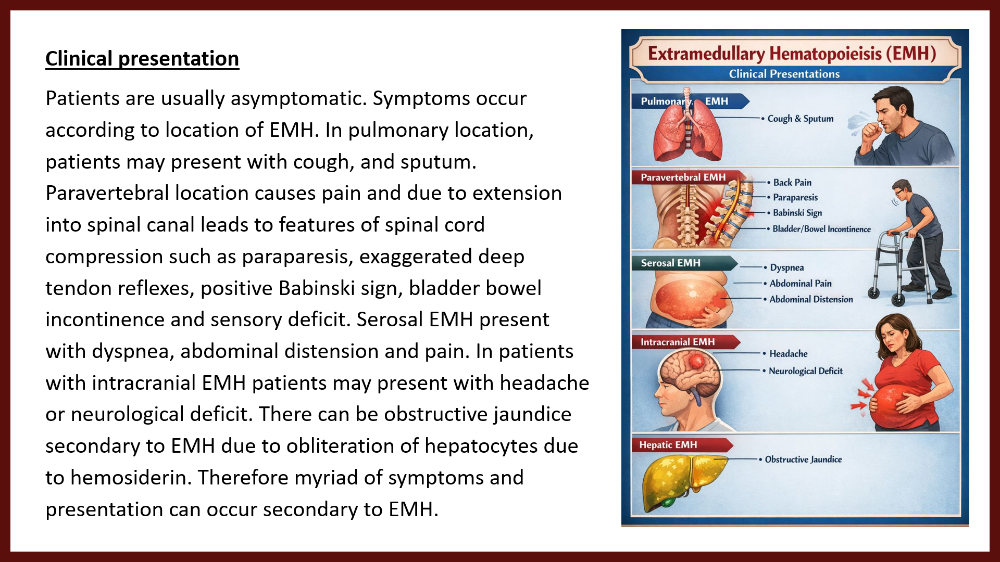 Clinical presentation
Patients are usually asymptomatic. Symptoms occur
according to location of EMH. In pulmonary location,
patients may present with cough, and sputum.
Paravertebral location causes pain and due to extension
into spinal canal leads to features of spinal cord
compression such as paraparesis, exaggerated deep
tendon reflexes, positive Babinski sign, bladder bowel
incontinence and sensory deficit. Serosal EMH present
with dyspnea, abdominal distension and pain. In patients
with intracranial EMH patients may present with headache
or neurological deficit. There can be obstructive jaundice
secondary to EMH due to obliteration of hepatocytes due
to hemosiderin. Therefore myriad of symptoms and
presentation can occur secondary to EMH.
Extramedullary Hematopoieisis (EMH)
Clinical Presentations
Pulmonary EMH
• Cough & Sputum
Paravertebral EMH
• Back Pain
• Paraparesis
• Babinski Sign
• Bladder/Bowel Incontinence
Serosal EMH
• Dyspnea
• Abdominal Pain
• Abdominal Distension
Intracranial EMH
• Headache
• Neurological Deficit
Hepatic EMH
• Obstructive Jaundice